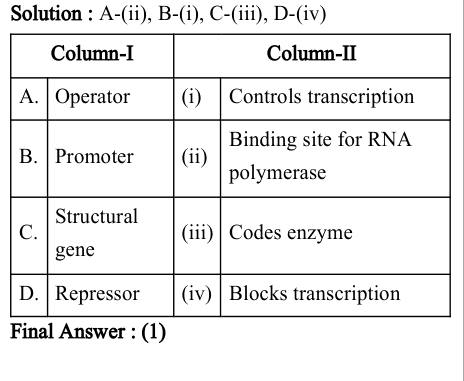 Solution : A-(ii), B-(i), C-(iii), D-(iv)
Column-I Column-II
A. Operator (i) Controls transcription
B. Promoter (ii) Binding site for RNA polymerase
C. Structural gene (iii) Codes enzyme
D. Repressor (iv) Blocks transcription
Final Answer : (1)